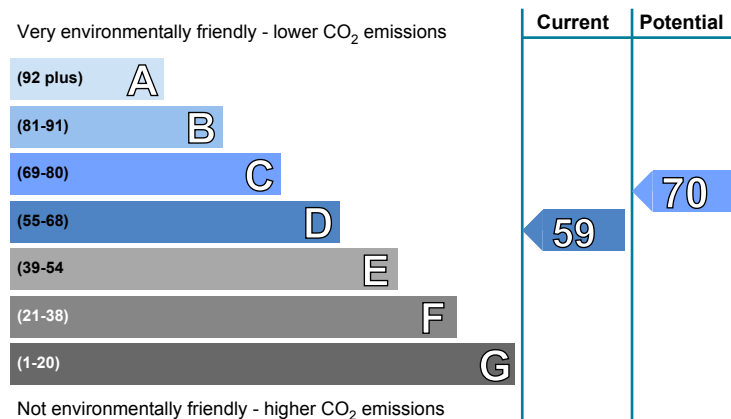 Very environmentally friendly - lower CO2 emissions
Current
Potential
(92 plus) A
(81-91) B
(69-80) C
(55-68) D
(39-54 E
(21-38) F
(1-20) G
59
70
Not environmentally friendly - higher CO2 emissions